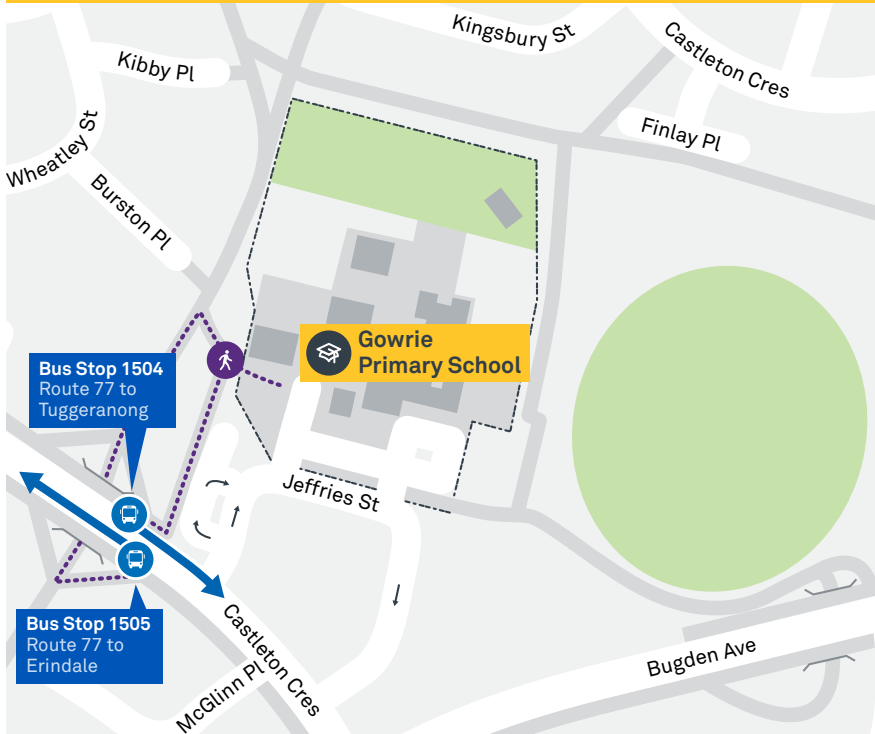 Kingsbury St
Castleton Cres
Kibby Pl
Finlay Pl
Wheatley St
Burston Pl
Gowrie
Primary School
Bus Stop 1504
Route 77 to
Tuggeranong
Jeffries St
Bus Stop 1505
Route 77 to
Erindale
Castleton Cres
McGlinn Pl
Bugden Ave